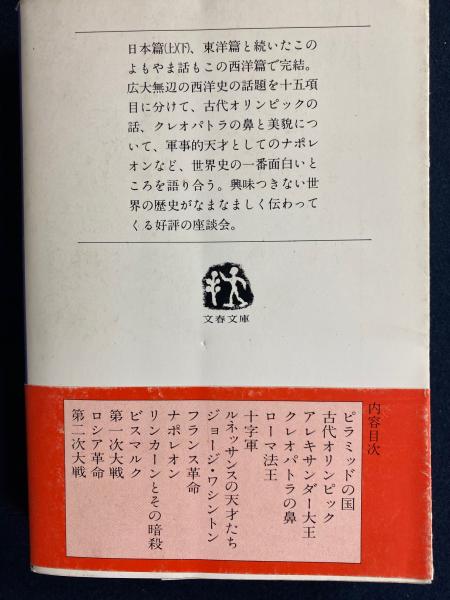 日本篇(上)(下)、東洋篇と続いたこの
よもやま話もこの西洋篇で完結。
広大無辺の西洋史の話題を十五項
目に分けて、古代オリンピックの
話、クレオパトラの鼻と美貌につ
いて、軍事的天才としてのナポレ
オンなど、世界史の一番面白いと
ころを語り合う。興味つきない世
界の歴史がなまなましく伝わって
くる好評の座談会。
文春文庫
内容目次
ピラミッドの国
古代オリンピック
アレキサンダー大王
クレオパトラの鼻
ローマ法王
十字軍
ルネッサンスの天才たち
ジョージ・ワシントン
フランス革命
ナポレオン
リンカーンとその暗殺
ビスマルク
第一次大戦
ロシア革命
第二次大戦